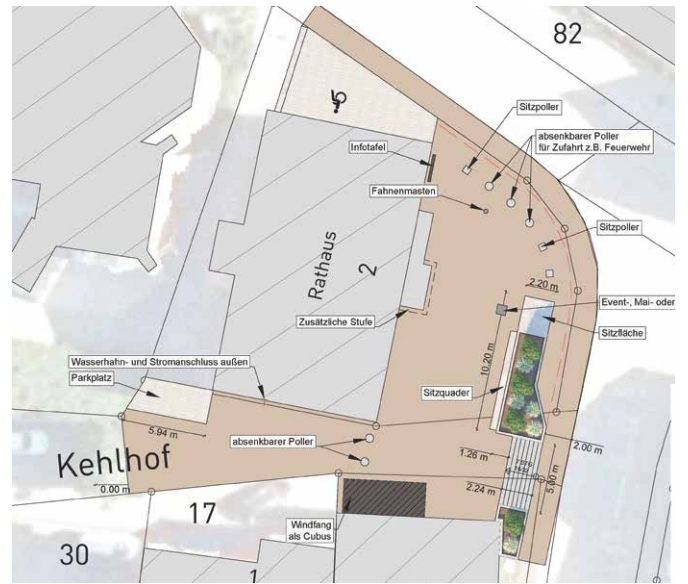 82
5
Sitzpoller
absenkbarer Poller
für Zufahrt z.B. Feuerwehr
Infotafel
Fahnenmasten
Sitzpoller
Rathaus
2
2.20 m
Zusätzliche Stufe
Event-, Mai- oder
Sitzfläche
10.20 m
Wasserhahn- und Stromanschluss außen
Parkplatz
Sitzquader
5.94 m
absenkbarer Poller
1.26 m
2.00 m
Kehlhof
5.00 m
0.00 m
2.24 m
17
Windfang
als Cubus
30
1